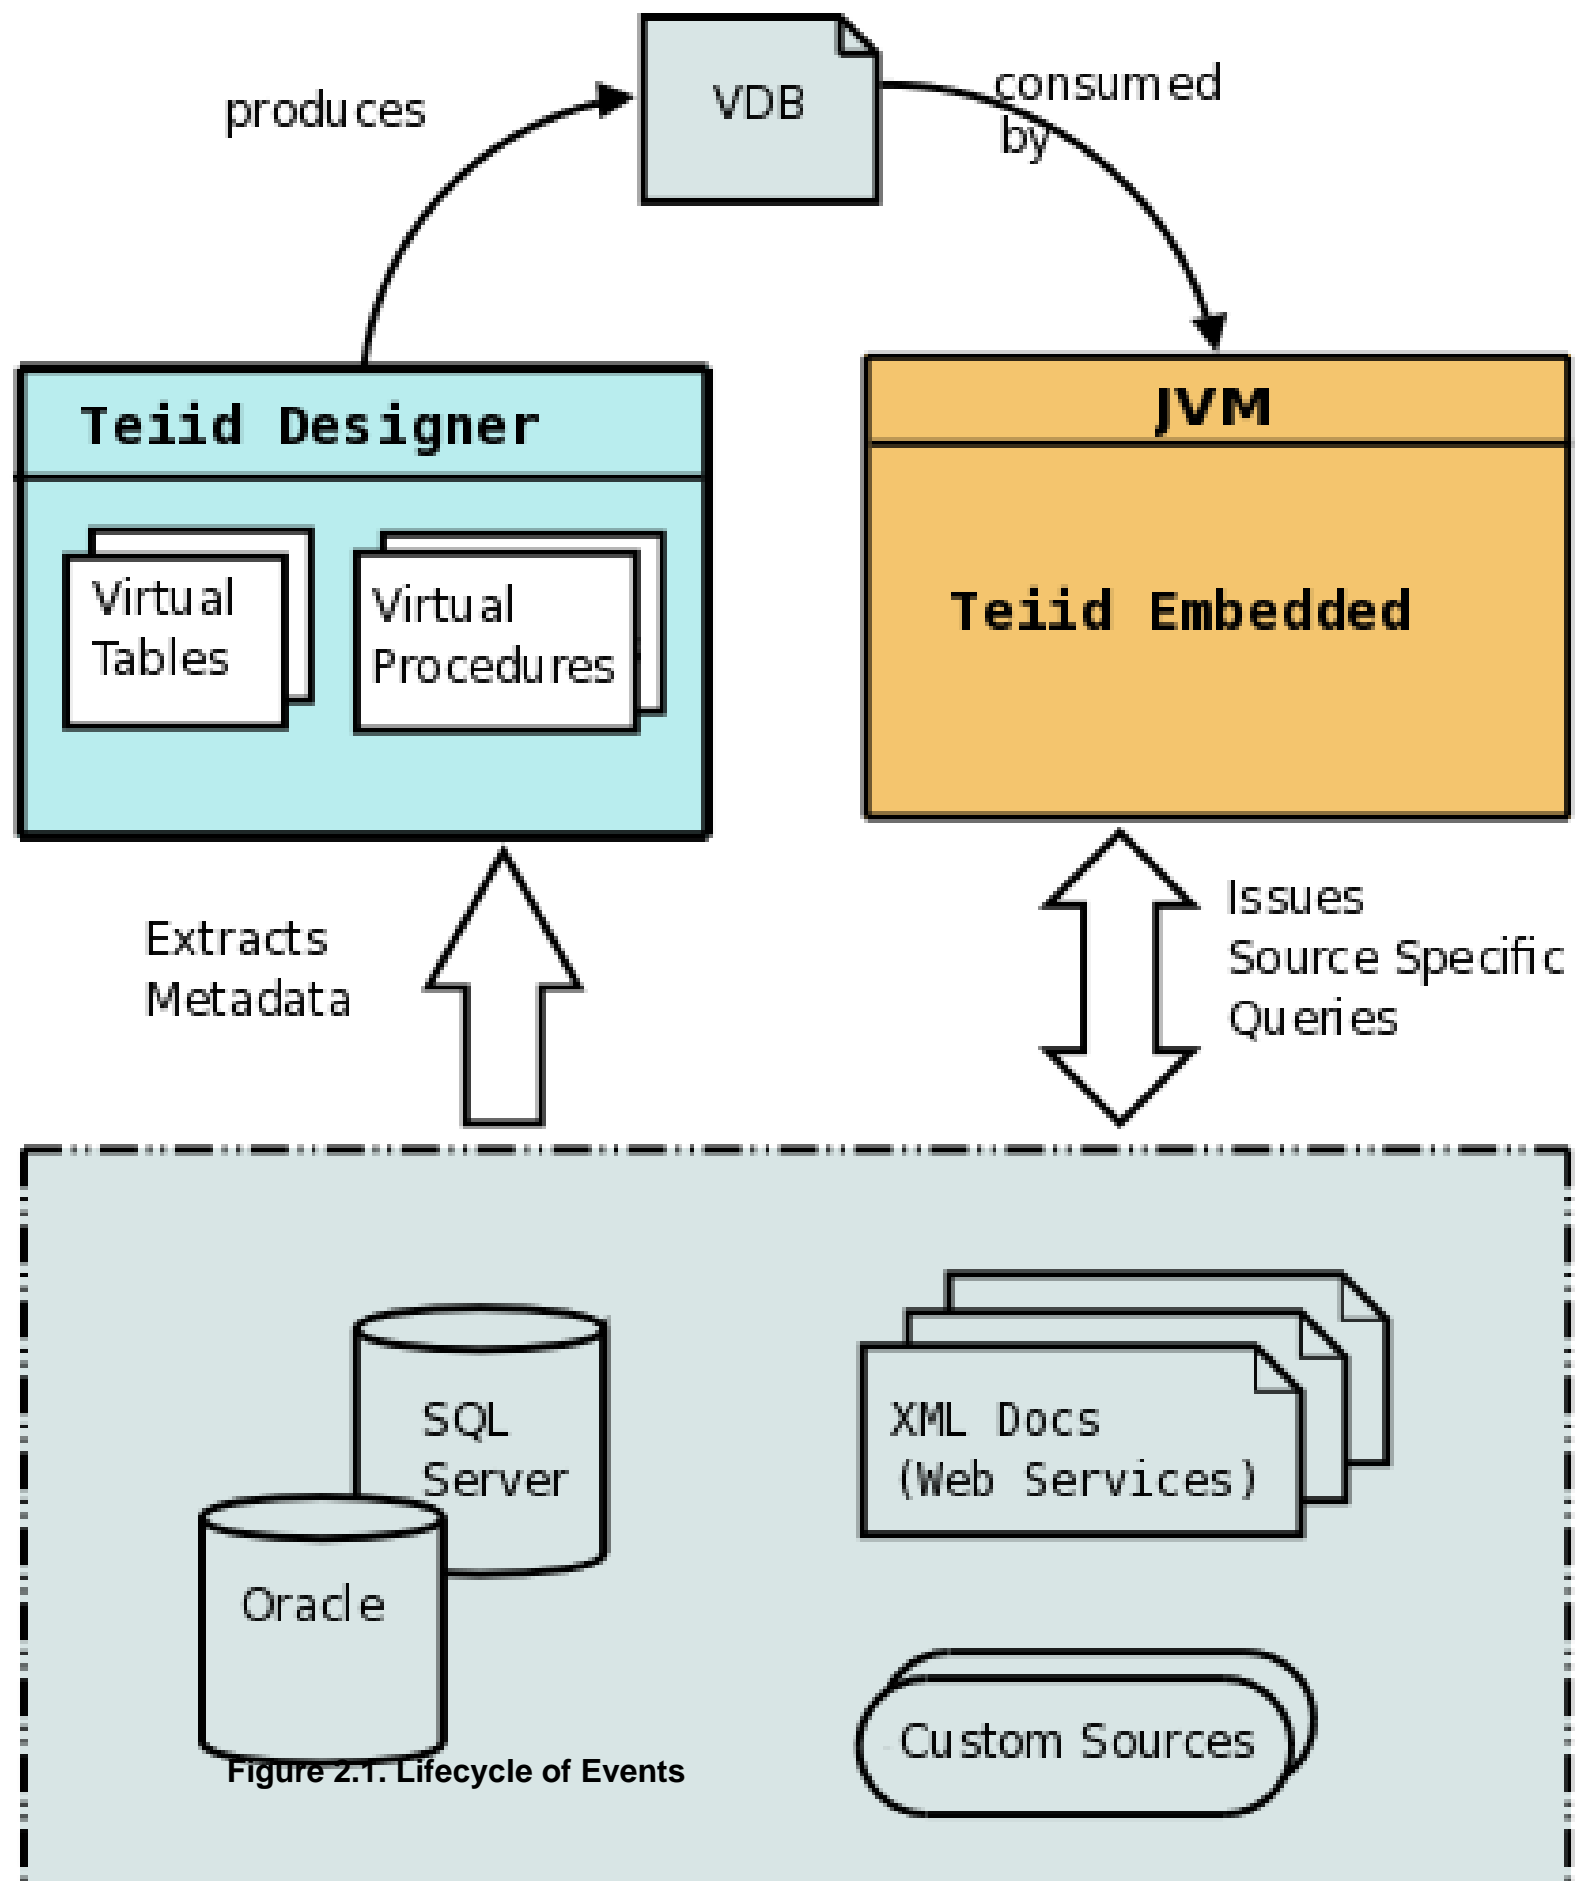 VDB
produces
consumed
by
Teiid Designer
JVM
Virtual
Tables
Virtual
Procedures
Teiid Embedded
Extracts
Metadata
Issues
Source Specific
Queries
SQL
Server
XML Docs
(Web Services)
Oracle
Custom Sources
Figure 2.1. Lifecycle of Events